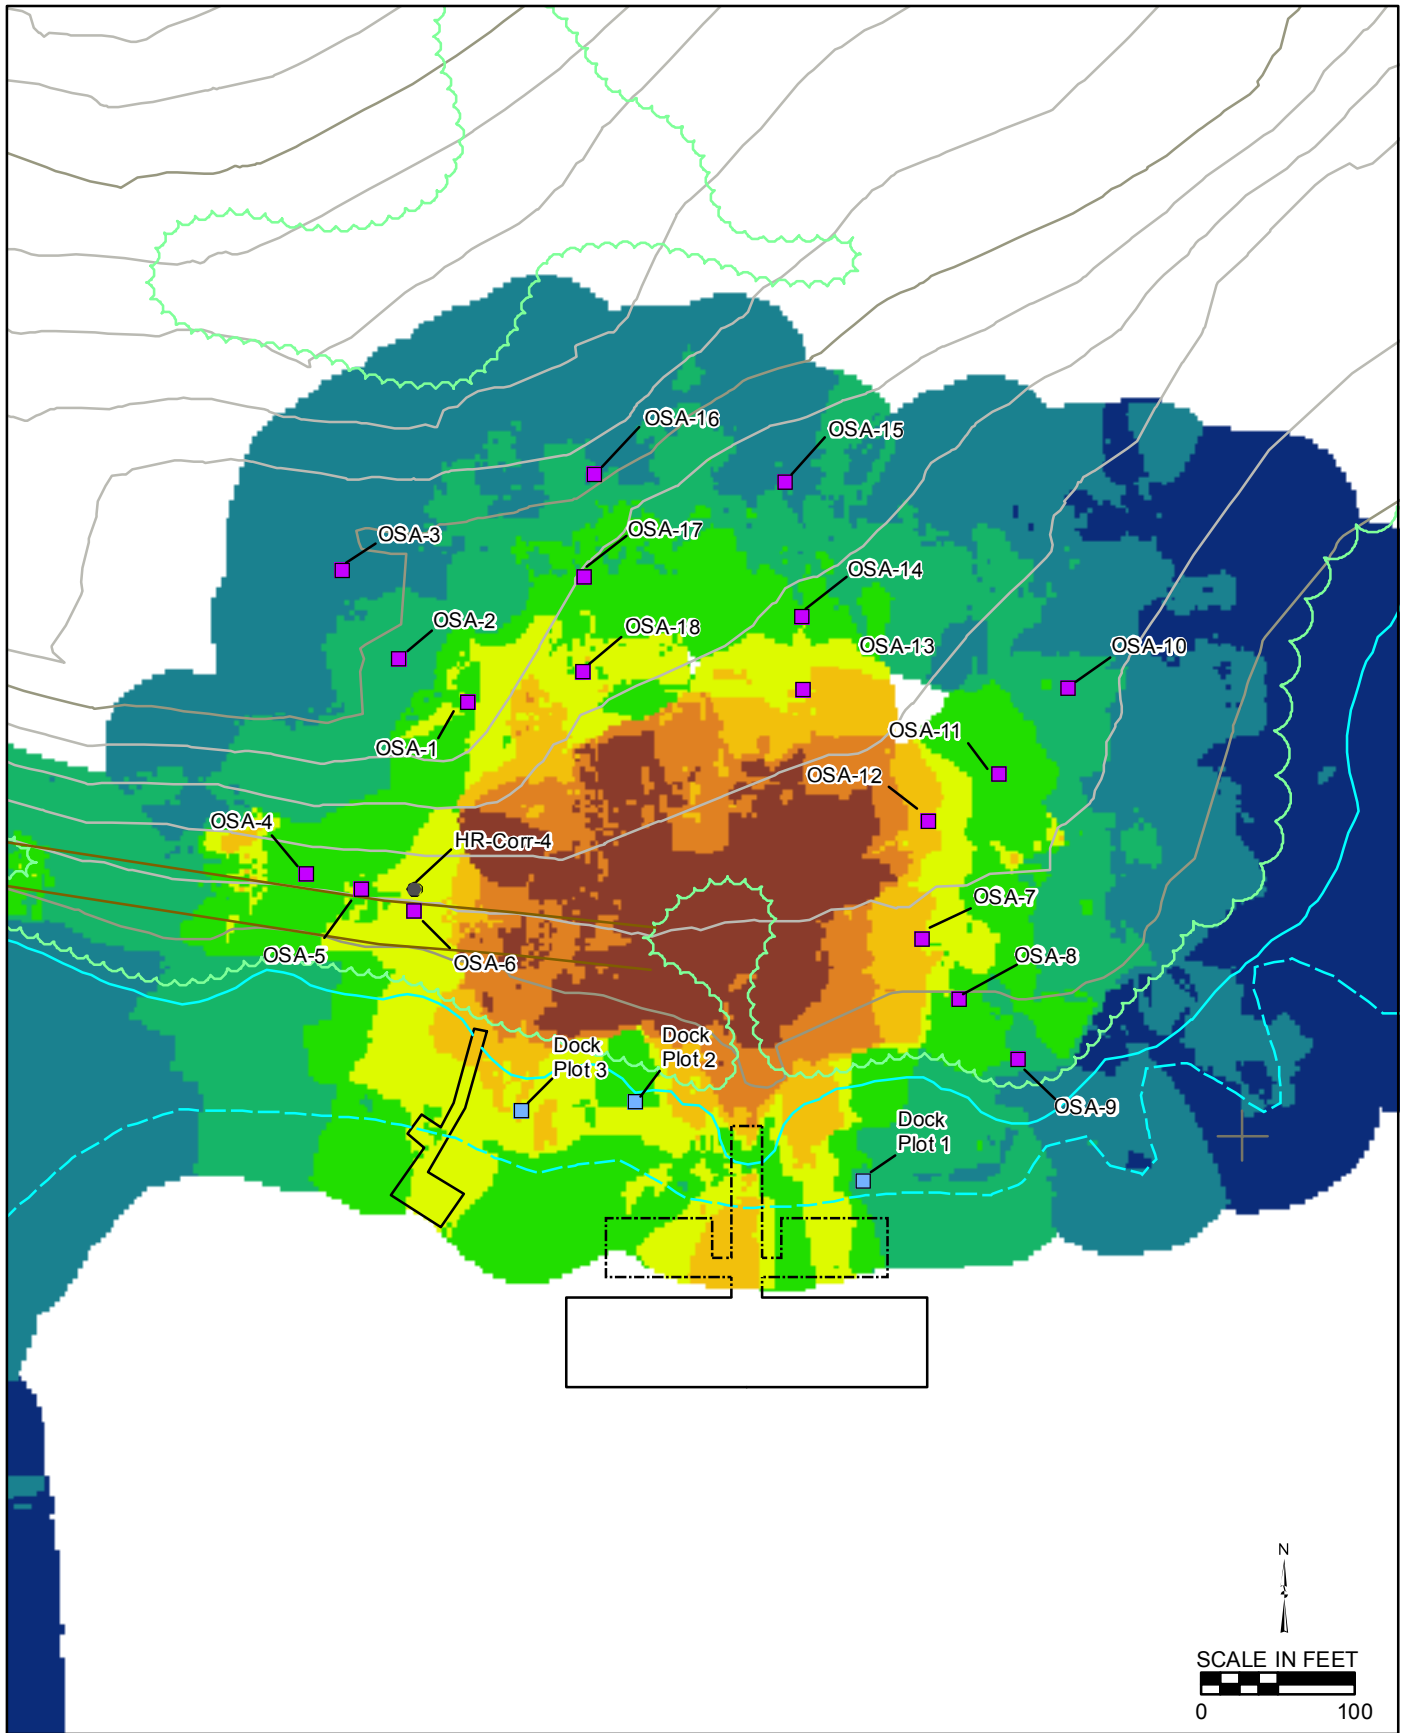 OSA-16
OSA-15
OSA-17
OSA-3
OSA-14
OSA-2
OSA-18
OSA-13
OSA-10
OSA-11
OSA-1
OSA-12
OSA-4
HR-Corr-4
OSA-7
OSA-5
OSA-6
OSA-8
Dock
Plot 2
Dock
Plot 3
OSA-9
Dock
Plot 1
N
SCALE IN FEET
0 100